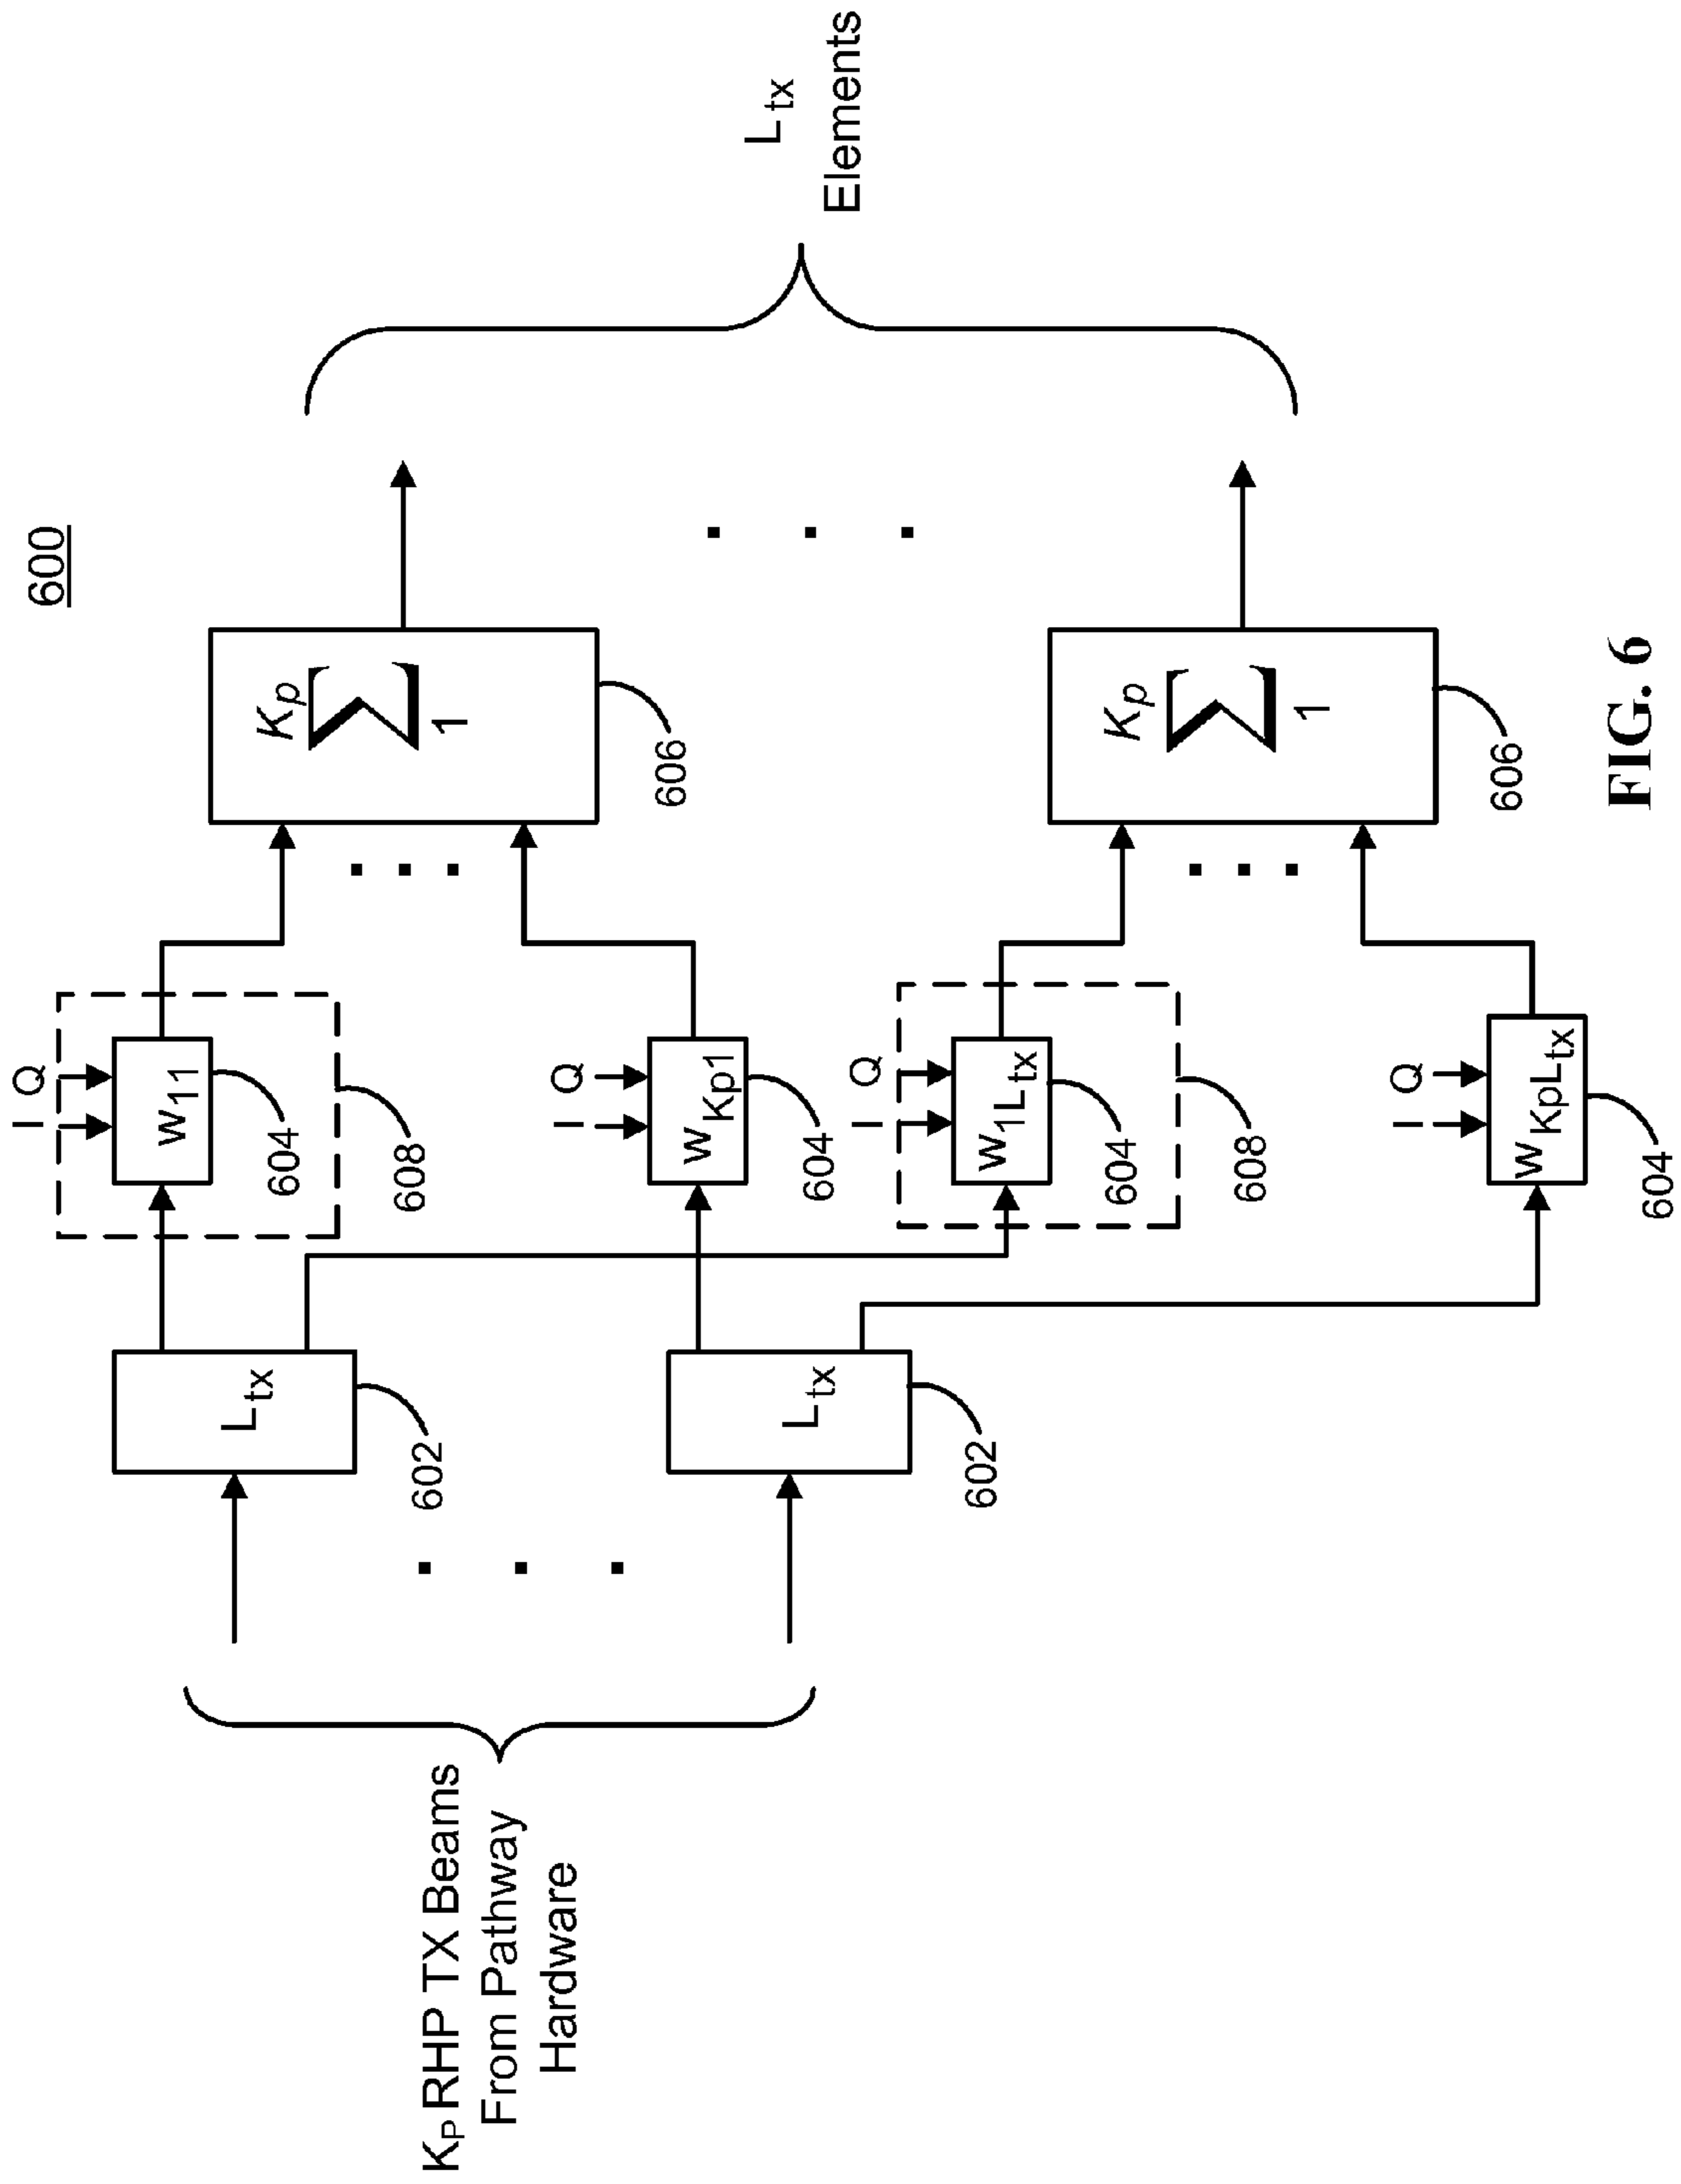 600
K_P RHP TX Beams
From Pathway
Hardware
L_tx
602
L_tx
602
I Q
w_11
604
608
I Q
w_Kp1
604
I Q
w_1L_tx
604
608
I Q
w_KpL_tx
604
K_p
∑
1
606
K_p
∑
1
606
L_tx
Elements
FIG. 6